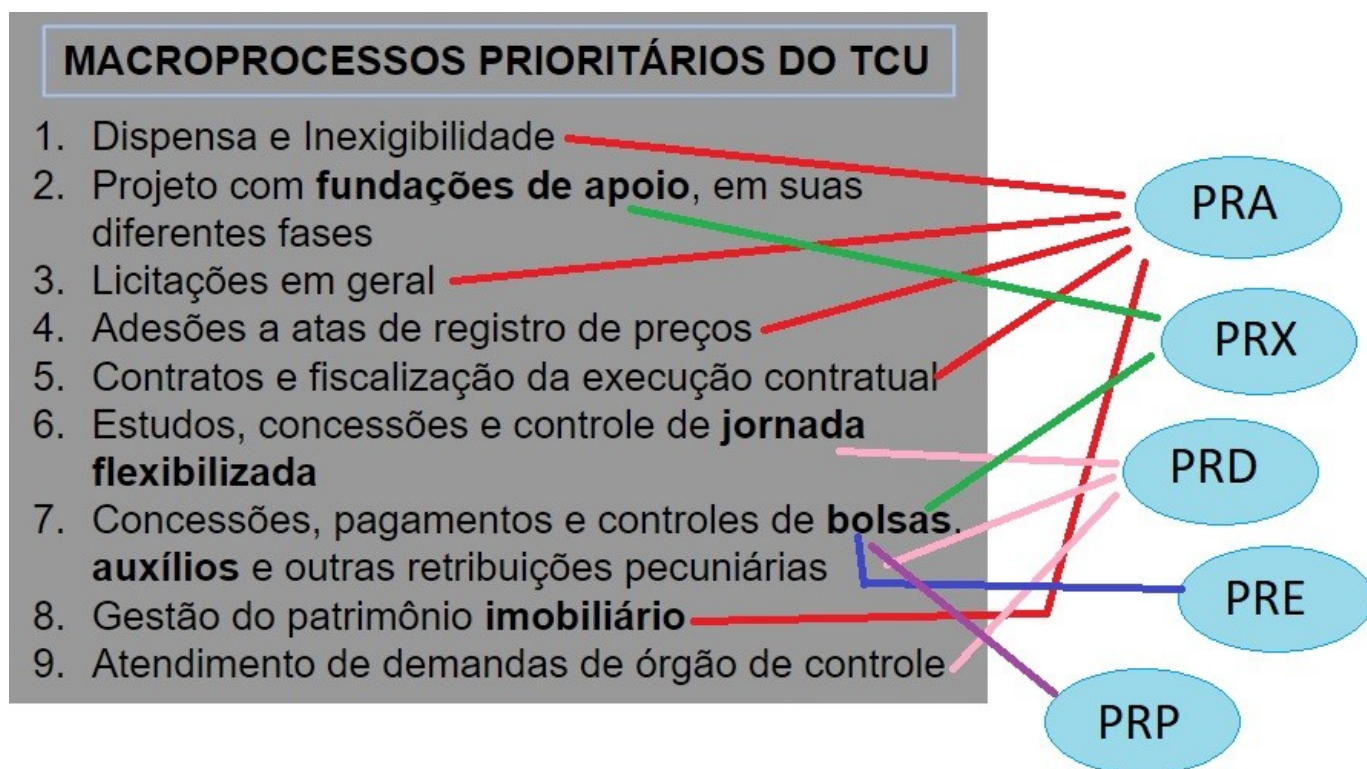 MACROPROCESSOS PRIORITÁRIOS DO TCU
1. Dispensa e Inexigibilidade
2. Projeto com fundações de apoio, em suas
diferentes fases
3. Licitações em geral
4. Adesões a atas de registro de preços
5. Contratos e fiscalização da execução contratual
6. Estudos, concessões e controle de jornada
flexibilizada
7. Concessões, pagamentos e controles de bolsas,
auxílios e outras retribuições pecuniárias
8. Gestão do patrimônio imobiliário
9. Atendimento de demandas de órgão de controle
PRA
PRX
PRD
PRE
PRP